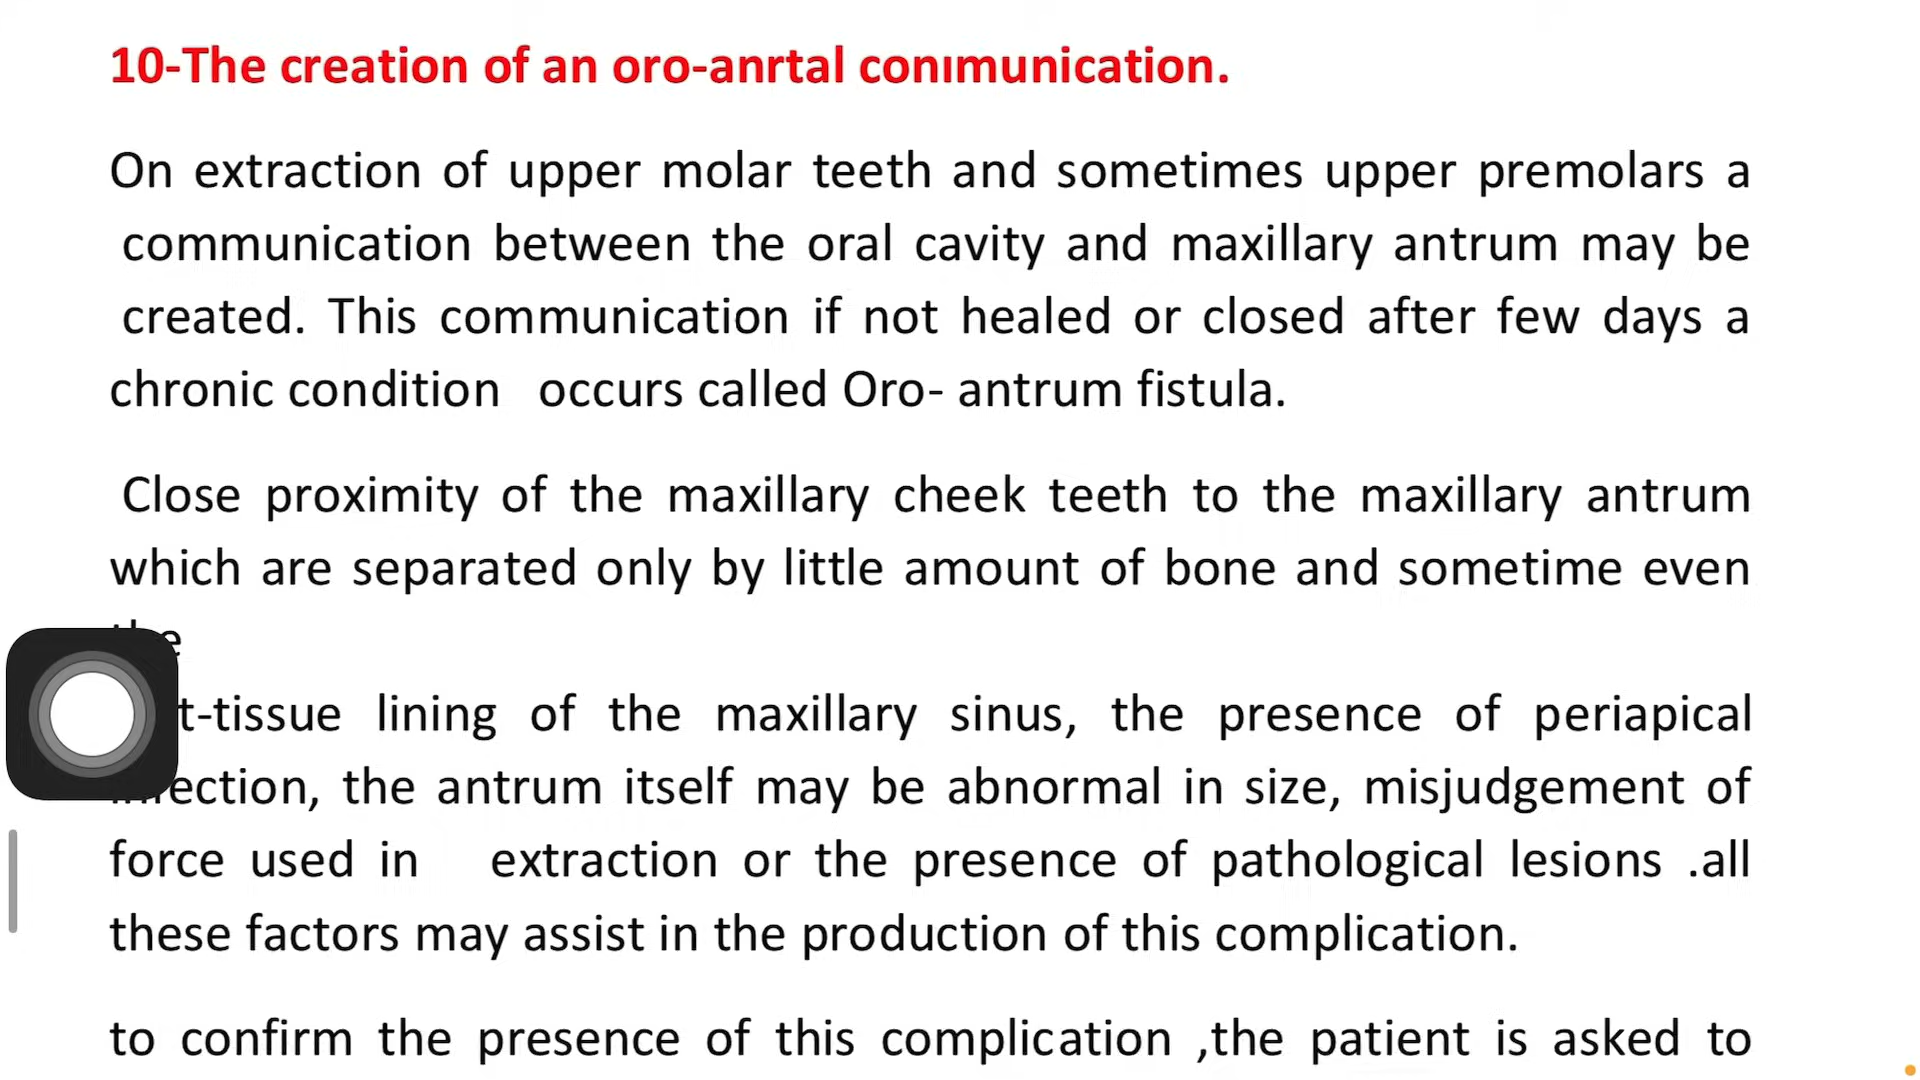 10-The creation of an oro-anrtal conımunication.
On extraction of upper molar teeth and sometimes upper premolars a
communication between the oral cavity and maxillary antrum may be
created. This communication if not healed or closed after few days a
chronic condition occurs called Oro- antrum fistula.
Close proximity of the maxillary cheek teeth to the maxillary antrum
which are separated only by little amount of bone and sometime even
the
t-tissue lining of the maxillary sinus, the presence of periapical
infection, the antrum itself may be abnormal in size, misjudgement of
force used in extraction or the presence of pathological lesions .all
these factors may assist in the production of this complication.
to confirm the presence of this complication ,the patient is asked to